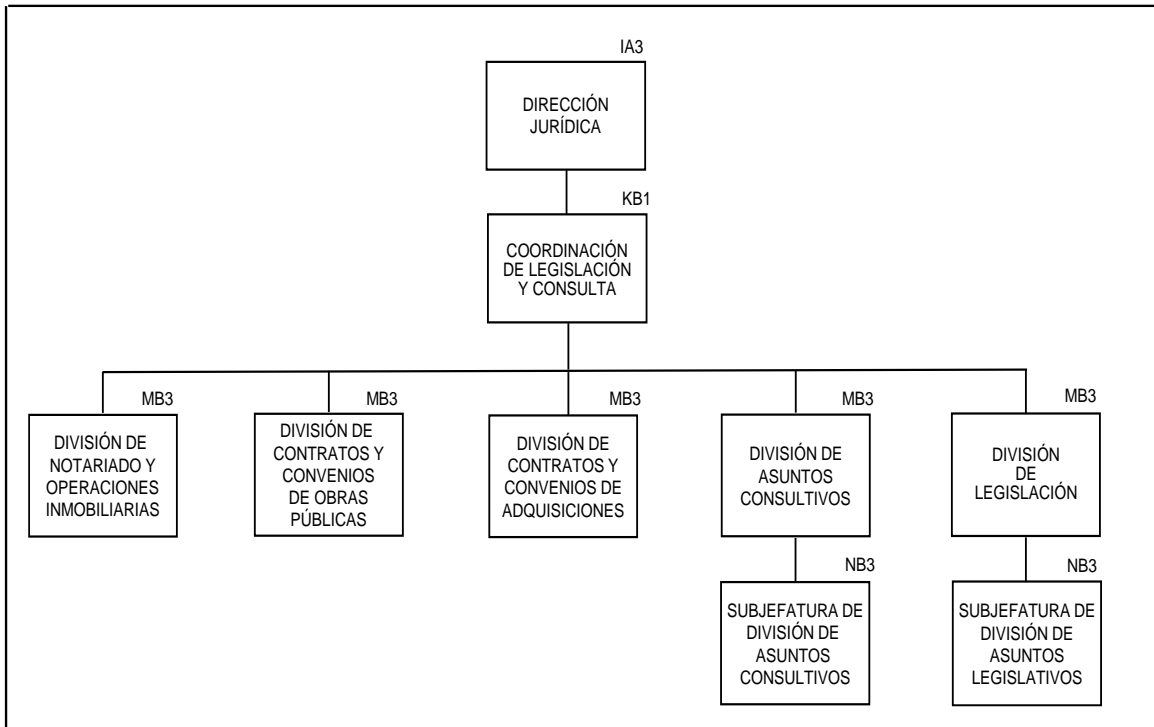 IA3
DIRECCIÓN
JURÍDICA
KB1
COORDINACIÓN
DE LEGISLACIÓN
Y CONSULTA
MB3
DIVISIÓN DE
NOTARIADO Y
OPERACIONES
INMOBILIARIAS
MB3
DIVISIÓN DE
CONTRATOS Y
CONVENIOS
DE OBRAS
PÚBLICAS
MB3
DIVISIÓN DE
CONTRATOS Y
CONVENIOS DE
ADQUISICIONES
MB3
DIVISIÓN DE
ASUNTOS
CONSULTIVOS
MB3
DIVISIÓN
DE
LEGISLACIÓN
NB3
SUBJEFATURA DE
DIVISIÓN DE
ASUNTOS
CONSULTIVOS
NB3
SUBJEFATURA DE
DIVISIÓN DE
ASUNTOS
LEGISLATIVOS